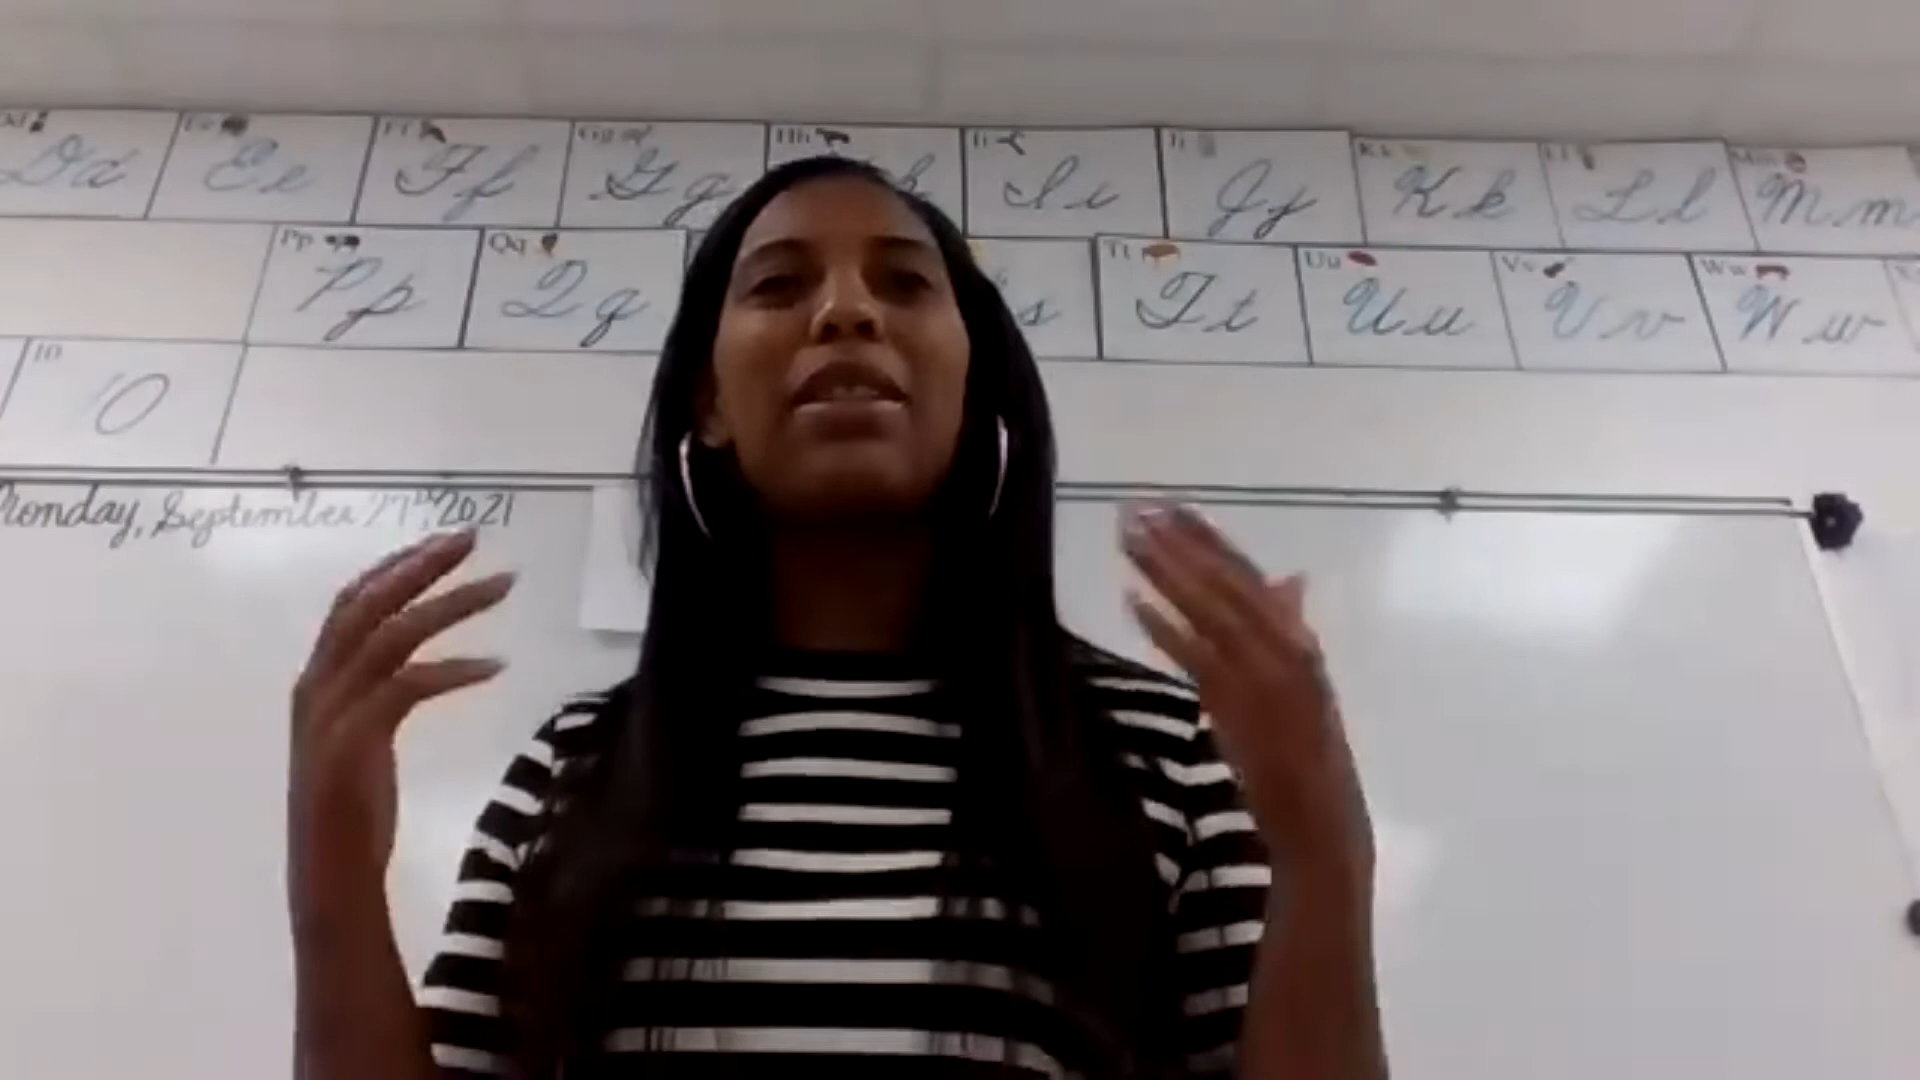 Dd Ee Ff Gg Hh Ii Jj Kk Ll Mm
Pp Qq s Tt Uu Vv Ww
10
Monday, September 27th, 2021